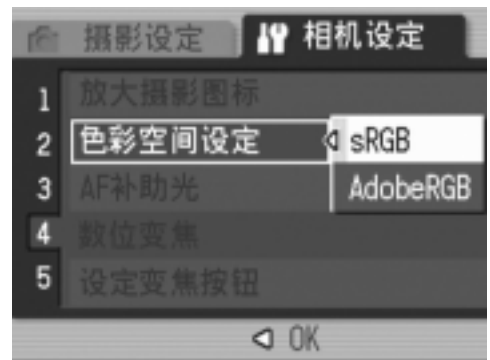 摄影设定 相机设定
1 放大摄影图标
2 色彩空间设定 sRGB
3 AF补助光 AdobeRGB
4 数位变焦
5 设定变焦按钮
OK